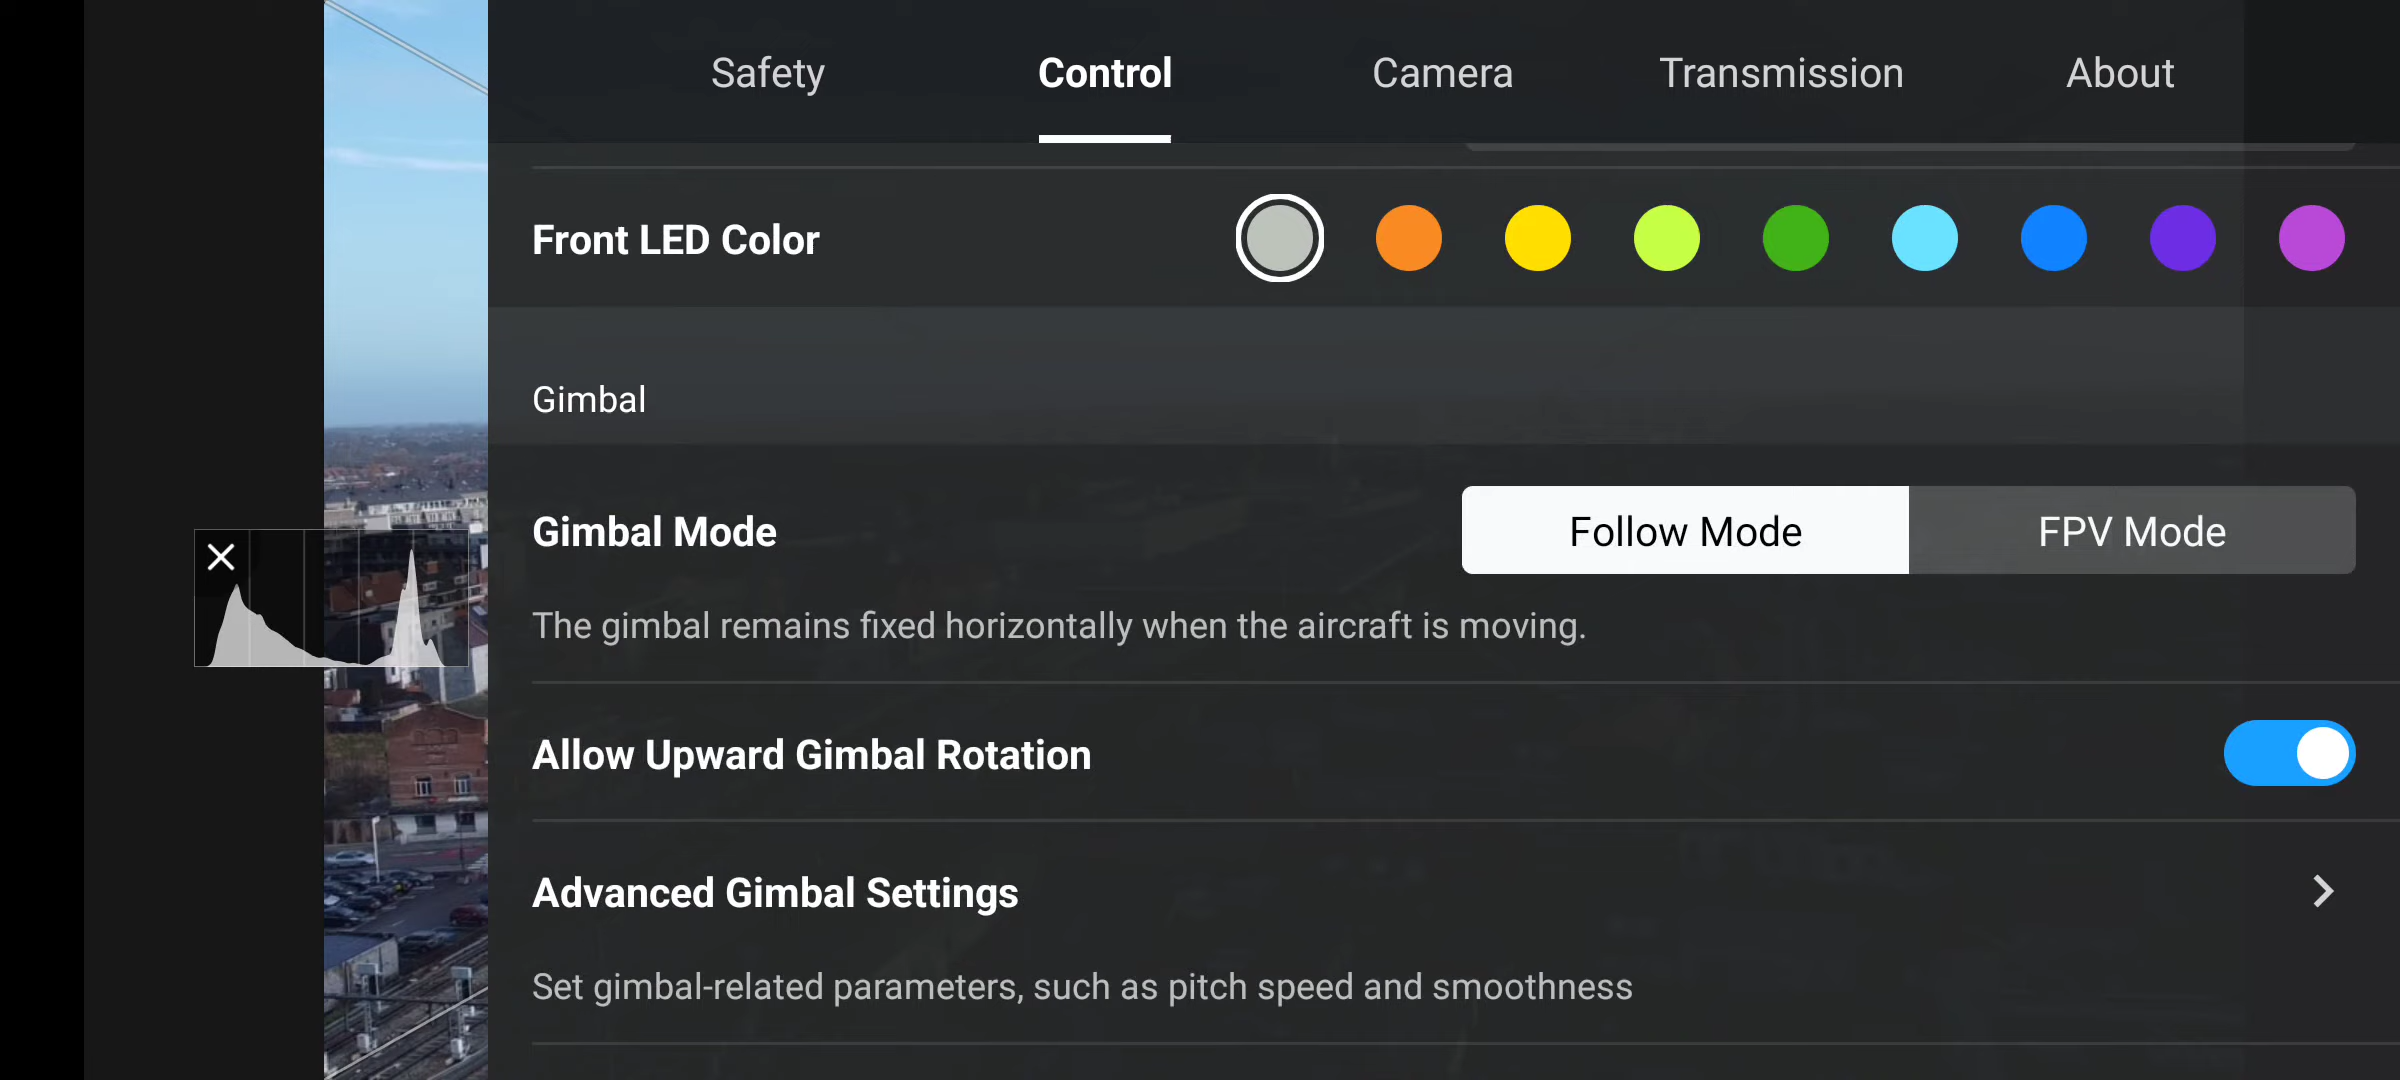 Safety Control Camera Transmission About
Front LED Color
Gimbal
Gimbal Mode Follow Mode FPV Mode
The gimbal remains fixed horizontally when the aircraft is moving.
Allow Upward Gimbal Rotation
Advanced Gimbal Settings
Set gimbal-related parameters, such as pitch speed and smoothness